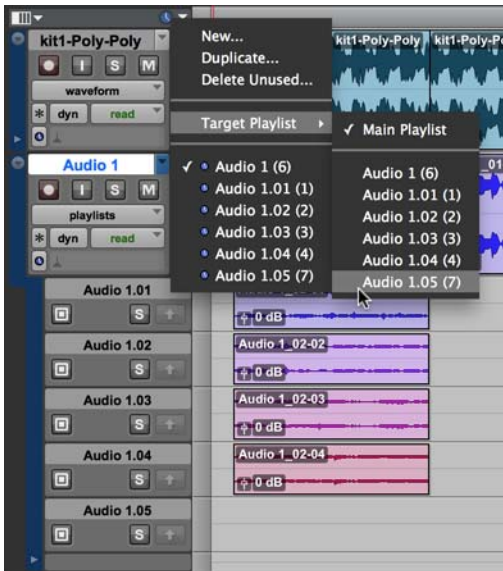 kit1-Poly-Poly
I S M
waveform
* dyn read
New...
Duplicate...
Delete Unused...
Target Playlist
✓ Audio 1 (6)
Audio 1.01 (1)
Audio 1.02 (2)
Audio 1.03 (3)
Audio 1.04 (4)
Audio 1.05 (7)
✓ Main Playlist
Audio 1 (6)
Audio 1.01 (1)
Audio 1.02 (2)
Audio 1.03 (3)
Audio 1.04 (4)
Audio 1.05 (7)
kit1-Poly-Poly
kit1-Poly-P
_01
Audio 1
I S M
playlists
* dyn read
Audio 1.01
S
0 dB
Audio 1.02
S
Audio 1_02-02
0 dB
Audio 1.03
S
Audio 1_02-03
0 dB
Audio 1.04
S
Audio 1_02-04
0 dB
Audio 1.05
S